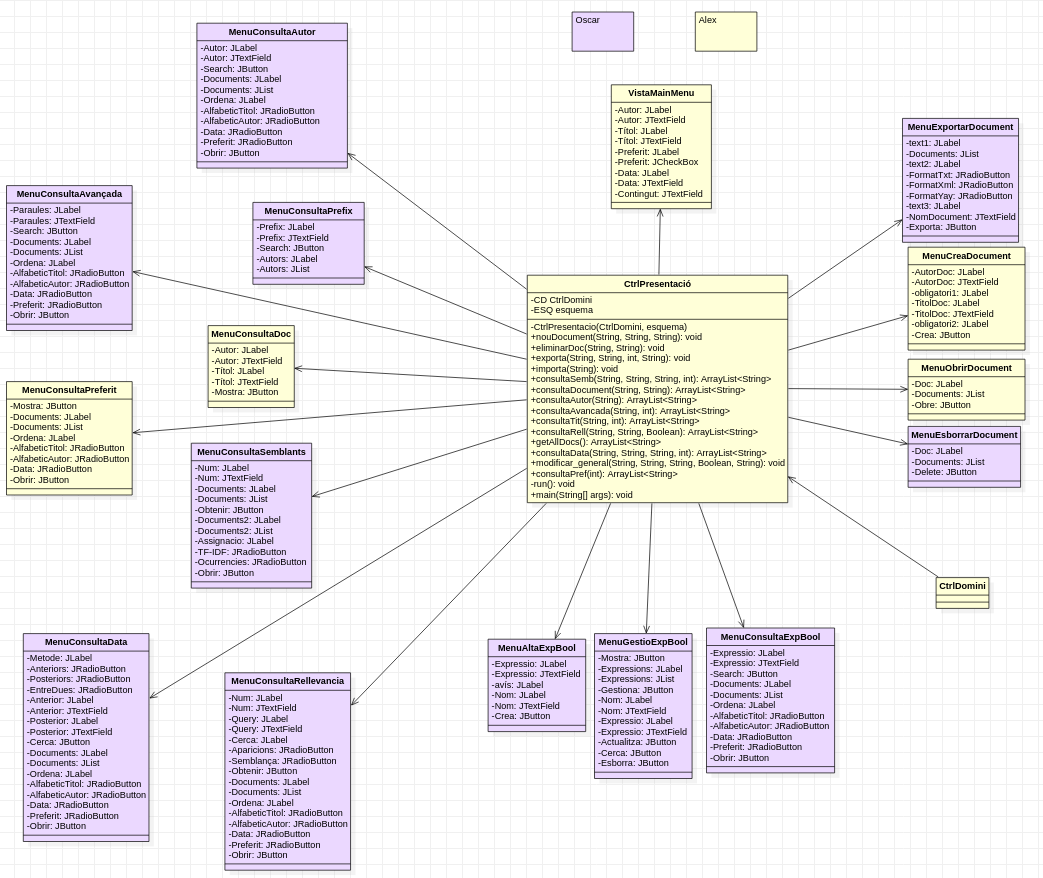 Oscar
Alex
MenuConsultaAutor
-Autor: JLabel
-Autor: JTextField
-Search: JButton
-Documents: JLabel
-Documents: JList
-Ordena: JLabel
-AlfabeticTitol: JRadioButton
-AlfabeticAutor: JRadioButton
-Data: JRadioButton
-Preferit: JRadioButton
-Obrir: JButton
VistaMainMenu
-Autor: JLabel
-Autor: JTextField
-Títol: JLabel
-Títol: JTextField
-Preferit: JLabel
-Preferit: JCheckBox
-Data: JLabel
-Data: JTextField
-Contingut: JTextField
MenuExportarDocument
-text1: JLabel
-Documents: JList
-text2: JLabel
-FormatTxt: JRadioButton
-FormatXml: JRadioButton
-FormatYay: JRadioButton
-text3: JLabel
-NomDocument: JTextField
-Exporta: JButton
MenuConsultaAvançada
-Paraules: JLabel
-Paraules: JTextField
-Search: JButton
-Documents: JLabel
-Documents: JList
-Ordena: JLabel
-AlfabeticTitol: JRadioButton
-AlfabeticAutor: JRadioButton
-Data: JRadioButton
-Preferit: JRadioButton
-Obrir: JButton
MenuConsultaPrefix
-Prefix: JLabel
-Prefix: JTextField
-Search: JButton
-Autors: JLabel
-Autors: JList
MenuCreaDocument
-AutorDoc: JLabel
-AutorDoc: JTextField
-obligatori1: JLabel
-TitolDoc: JLabel
-TitolDoc: JTextField
-obligatori2: JLabel
-Crea: JButton
CtrlPresentació
-CD CtrlDomini
-ESQ esquema
-CtrlPresentacio(CtrlDomini, esquema)
+nouDocument(String, String, String): void
+eliminarDoc(String, String): void
+exporta(String, String, int, String): void
+importa(String): void
+consultaSemb(String, String, String, int): ArrayList<String>
+consultaDocument(String, String): ArrayList<String>
+consultaAutor(String): ArrayList<String>
+consultaAvancada(String, int): ArrayList<String>
+consultaTit(String, int): ArrayList<String>
+consultaRell(String, String, Boolean): ArrayList<String>
+getAllDocs(): ArrayList<String>
+consultaData(String, String, String, int): ArrayList<String>
+modificar_general(String, String, String, Boolean, String): void
+consultaPref(int): ArrayList<String>
-run(): void
+main(String[] args): void
MenuConsultaDoc
-Autor: JLabel
-Autor: JTextField
-Títol: JLabel
-Títol: JTextField
-Mostra: JButton
MenuObrirDocument
-Doc: JLabel
-Documents: JList
-Obre: JButton
MenuConsultaPreferit
-Mostra: JButton
-Documents: JLabel
-Documents: JList
-Ordena: JLabel
-AlfabeticTitol: JRadioButton
-AlfabeticAutor: JRadioButton
-Data: JRadioButton
-Obrir: JButton
MenuEsborrarDocument
-Doc: JLabel
-Documents: JList
-Delete: JButton
MenuConsultaSemblants
-Num: JLabel
-Num: JTextField
-Documents: JLabel
-Documents: JList
-Obtenir: JButton
-Documents2: JLabel
-Documents2: JList
-Assignacio: JLabel
-TF-IDF: JRadioButton
-Ocurrencies: JRadioButton
-Obrir: JButton
CtrlDomini
MenuConsultaData
-Metode: JLabel
-Anteriors: JRadioButton
-Posteriors: JRadioButton
-EntreDues: JRadioButton
-Anterior: JLabel
-Anterior: JTextField
-Posterior: JLabel
-Posterior: JTextField
-Cerca: JButton
-Documents: JLabel
-Documents: JList
-Ordena: JLabel
-AlfabeticTitol: JRadioButton
-AlfabeticAutor: JRadioButton
-Data: JRadioButton
-Preferit: JRadioButton
-Obrir: JButton
MenuConsultaRellevancia
-Num: JLabel
-Num: JTextField
-Query: JLabel
-Query: JTextField
-Cerca: JLabel
-Aparicions: JRadioButton
-Semblança: JRadioButton
-Obtenir: JButton
-Documents: JLabel
-Documents: JList
-Ordena: JLabel
-AlfabeticTitol: JRadioButton
-AlfabeticAutor: JRadioButton
-Data: JRadioButton
-Preferit: JRadioButton
-Obrir: JButton
MenuAltaExpBool
-Expressio: JLabel
-Expressio: JTextField
-avís: JLabel
-Nom: JLabel
-Nom: JTextField
-Crea: JButton
MenuGestioExpBool
-Mostra: JButton
-Expressions: JLabel
-Expressions: JList
-Gestiona: JButton
-Nom: JLabel
-Nom: JTextField
-Expressio: JLabel
-Expressio: JTextField
-Actualitza: JButton
-Cerca: JButton
-Esborra: JButton
MenuConsultaExpBool
-Expressio: JLabel
-Expressio: JTextField
-Search: JButton
-Documents: JLabel
-Documents: JList
-Ordena: JLabel
-AlfabeticTitol: JRadioButton
-AlfabeticAutor: JRadioButton
-Data: JRadioButton
-Preferit: JRadioButton
-Obrir: JButton